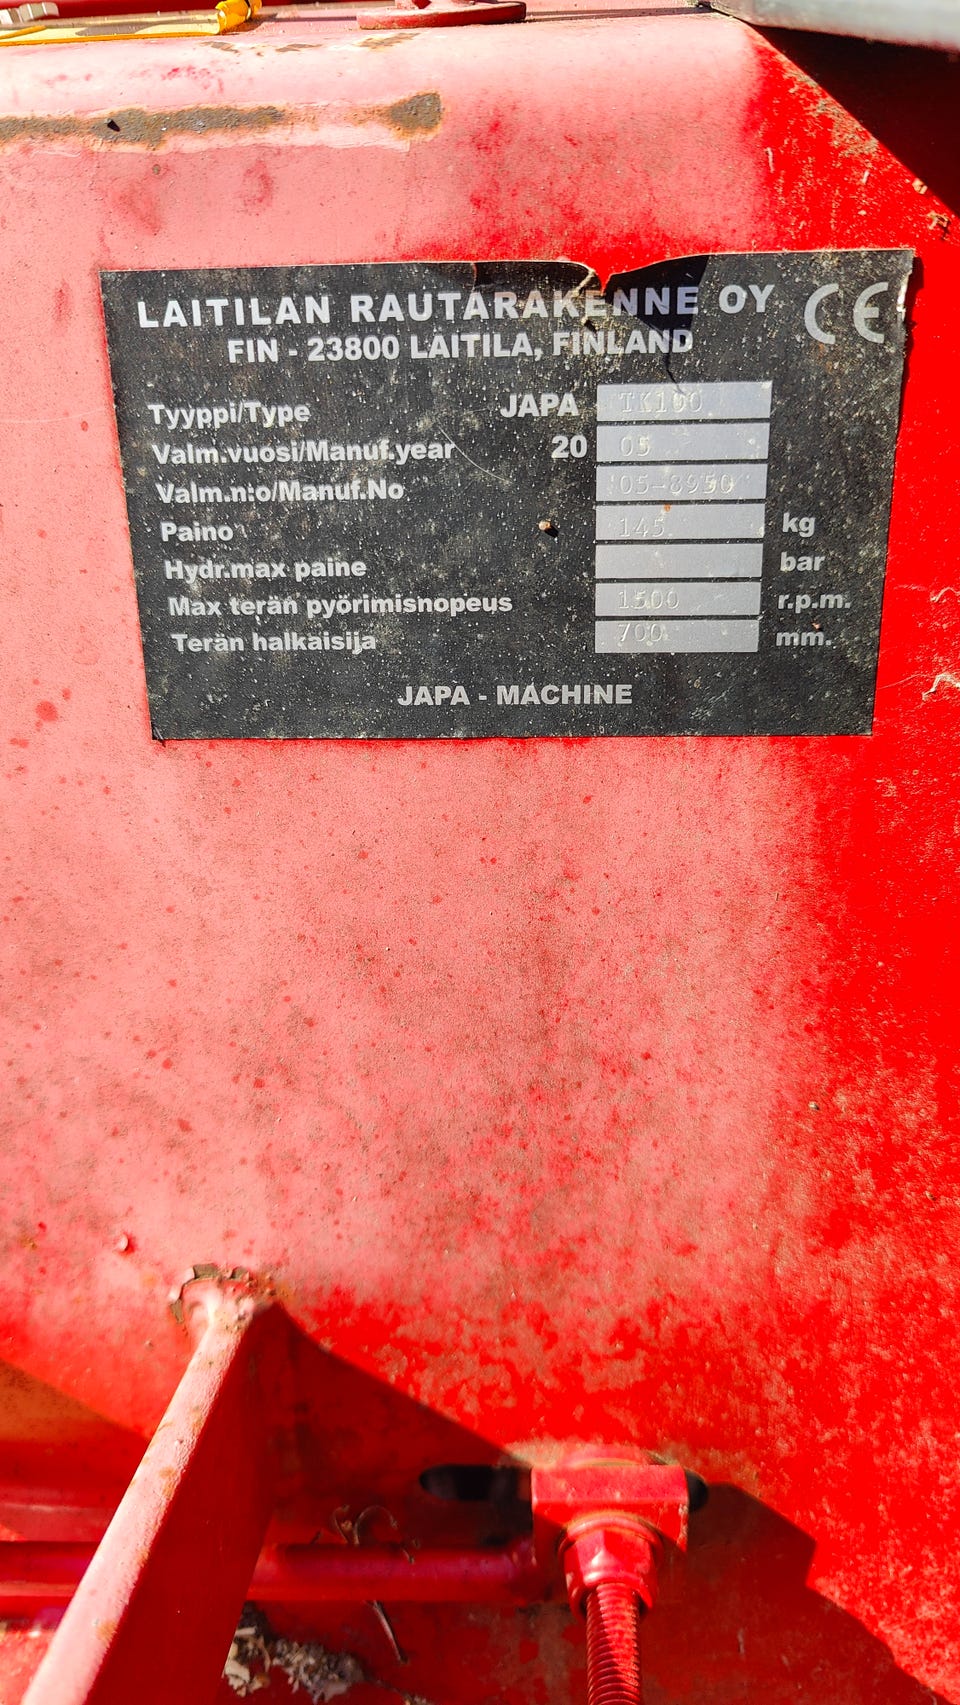 LAITILAN RAUTARAKENNE OY CE
FIN - 23800 LAITILA, FINLAND
Tyyppi/Type JAPA TK100
Valm.vuosi/Manuf.year 20 05
Valm.n:o/Manuf.No 05-8950
Paino 145 kg
Hydr.max paine bar
Max terän pyörimisnopeus 1500 r.p.m.
Terän halkaisija 700 mm.
JAPA - MACHINE